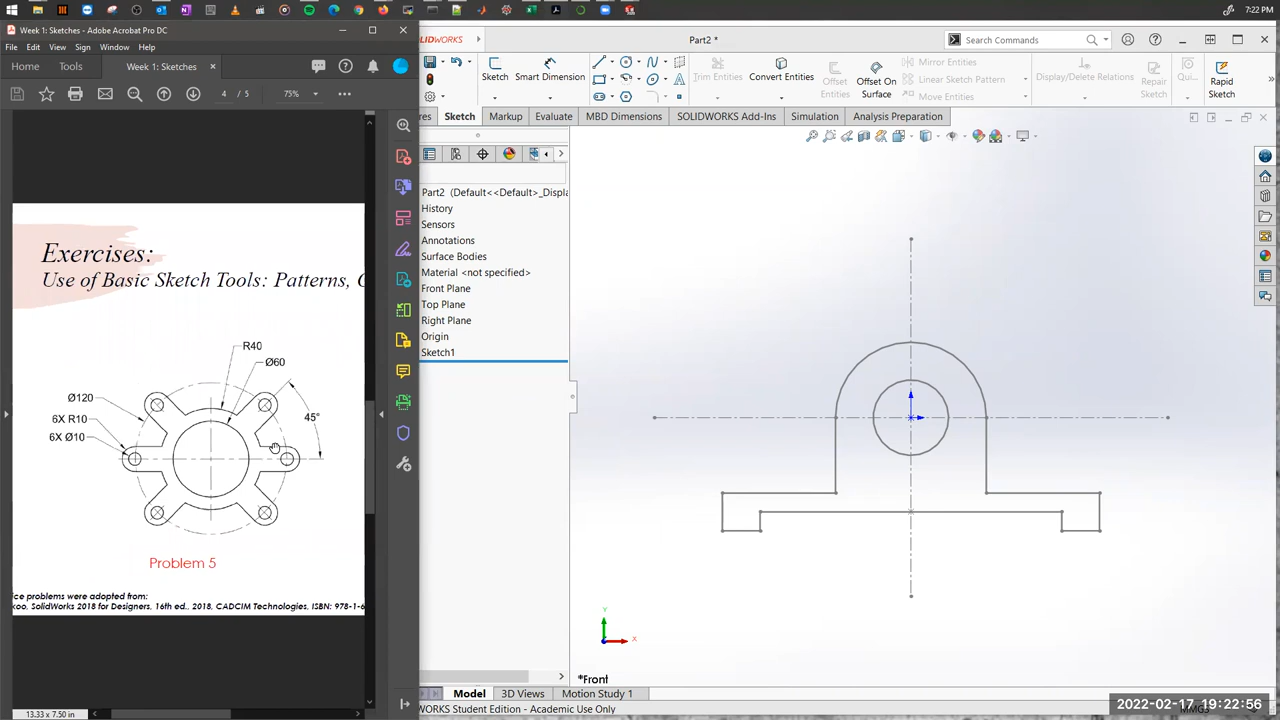 7:22 PM
Week 1: Sketches - Adobe Acrobat Pro DC
File Edit View Sign Window Help
Home Tools Week 1: Sketches
4 / 5 75%
Exercises:
Use of Basic Sketch Tools: Patterns, C
R40
Ø60
Ø120
45°
6X R10
6X Ø10
Problem 5
ice problems were adopted from:
koo, SolidWorks 2018 for Designers, 16th ed.. 2018, CADCIM Technologies, ISBN: 978-1-6
13.33 x 7.50 in
LIDWORKS
Part2 *
Search Commands
Sketch
Smart Dimension
Trim Entities
Convert Entities
Offset Entities
Offset On Surface
Mirror Entities
Linear Sketch Pattern
Move Entities
Display/Delete Relations
Repair Sketch
Qui...
Rapid Sketch
res Sketch Markup Evaluate MBD Dimensions SOLIDWORKS Add-Ins Simulation Analysis Preparation
Part2 (Default<<Default>_Displa
History
Sensors
Annotations
Surface Bodies
Material <not specified>
Front Plane
Top Plane
Right Plane
Origin
Sketch1
Y
X
*Front
Model 3D Views Motion Study 1
WORKS Student Edition - Academic Use Only
MMGS
2022-02-17 19:22:56